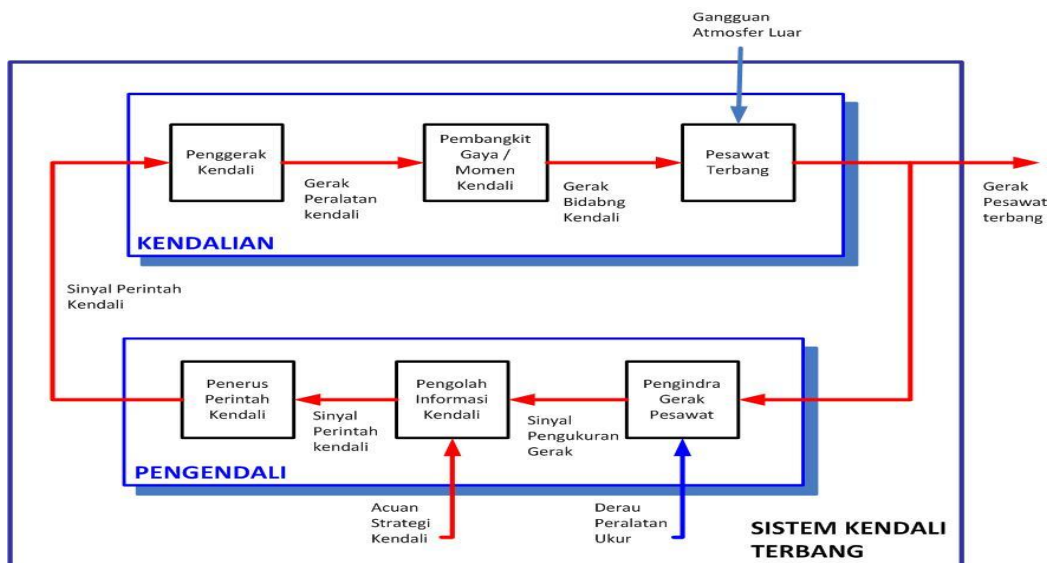 Gangguan
Atmosfer Luar
Penggerak
Kendali
Gerak
Peralatan
kendali
Pembangkit
Gaya /
Momen
Kendali
Gerak
Bidabng
Kendali
Pesawat
Terbang
Gerak
Pesawat
terbang
KENDALIAN
Sinyal Perintah
Kendali
Penerus
Perintah
Kendali
Sinyal
Perintah
kendali
Pengolah
Informasi
Kendali
Sinyal
Pengukuran
Gerak
Pengindra
Gerak
Pesawat
PENGENDALI
Acuan
Strategi
Kendali
Derau
Peralatan
Ukur
SISTEM KENDALI
TERBANG